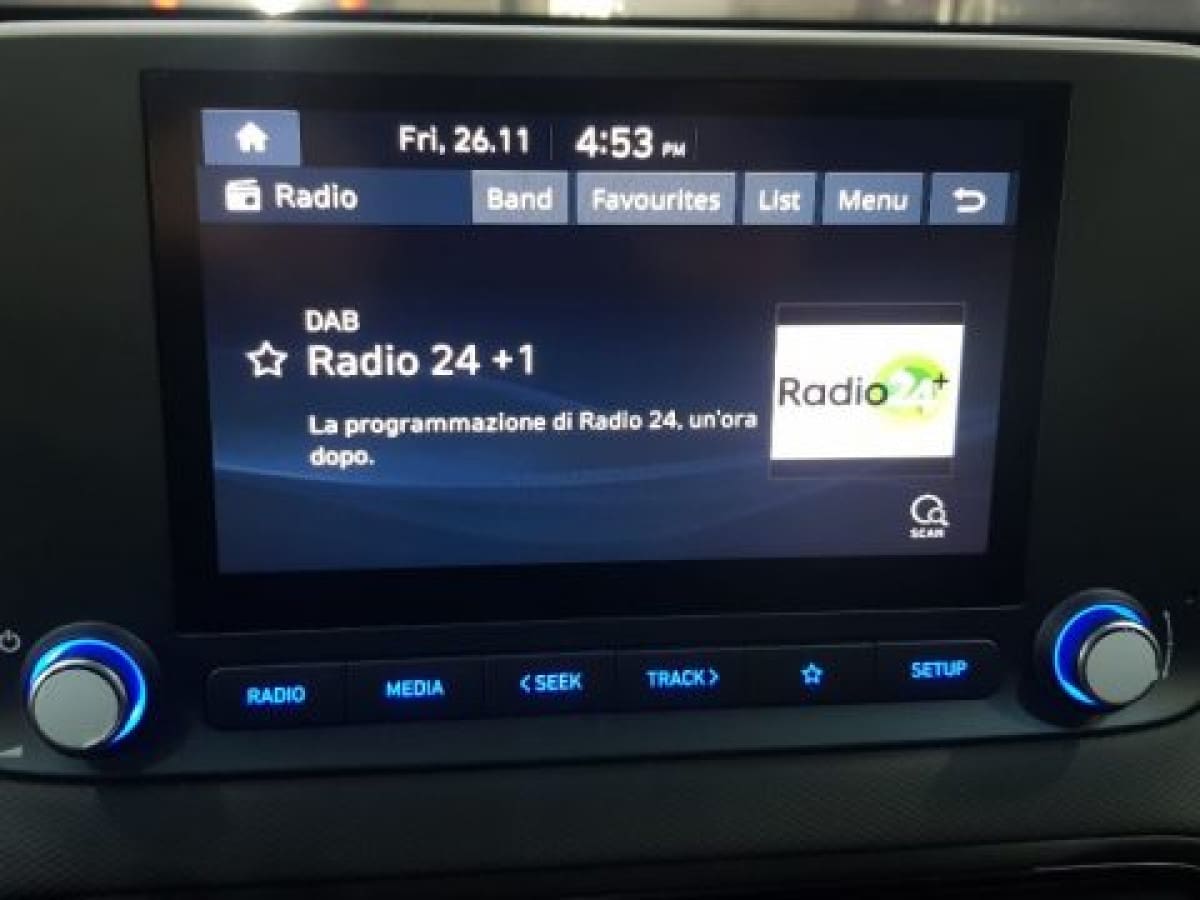 Fri, 26.11 4:53 PM
Radio Band Favourites List Menu
DAB
Radio 24 +1
La programmazione di Radio 24, un'ora
dopo.
Radio 24+
SCAN
RADIO MEDIA <SEEK TRACK> SETUP